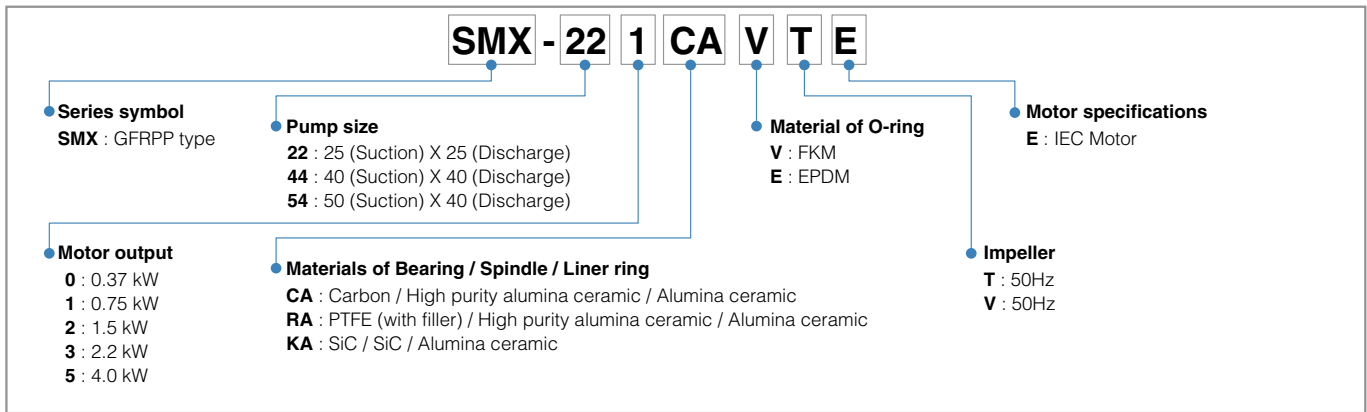 SMX - 22 1 CA V T E
Series symbol
SMX : GFRPP type
Pump size
22 : 25 (Suction) X 25 (Discharge)
44 : 40 (Suction) X 40 (Discharge)
54 : 50 (Suction) X 40 (Discharge)
Material of O-ring
V : FKM
E : EPDM
Motor specifications
E : IEC Motor
Motor output
0 : 0.37 kW
1 : 0.75 kW
2 : 1.5 kW
3 : 2.2 kW
5 : 4.0 kW
Materials of Bearing / Spindle / Liner ring
CA : Carbon / High purity alumina ceramic / Alumina ceramic
RA : PTFE (with filler) / High purity alumina ceramic / Alumina ceramic
KA : SiC / SiC / Alumina ceramic
Impeller
T : 50Hz
V : 50Hz